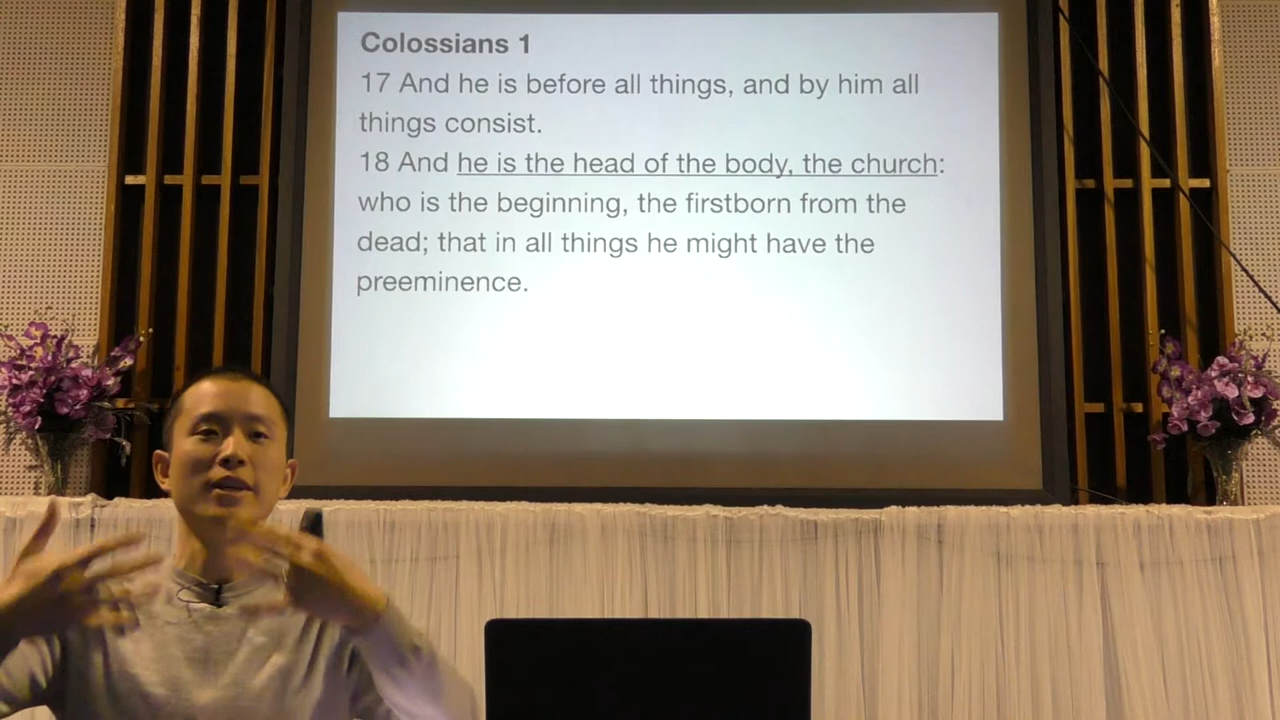 Colossians 1
17 And he is before all things, and by him all
things consist.
18 And he is the head of the body, the church:
who is the beginning, the firstborn from the
dead; that in all things he might have the
preeminence.